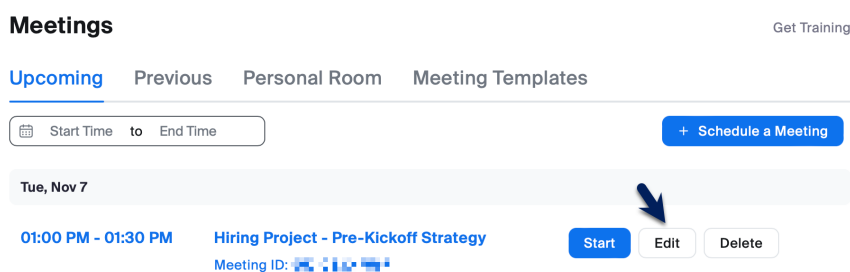 Meetings
Get Training
Upcoming Previous Personal Room Meeting Templates
Start Time to End Time
+ Schedule a Meeting
Tue, Nov 7
01:00 PM - 01:30 PM Hiring Project - Pre-Kickoff Strategy Start Edit Delete
Meeting ID: